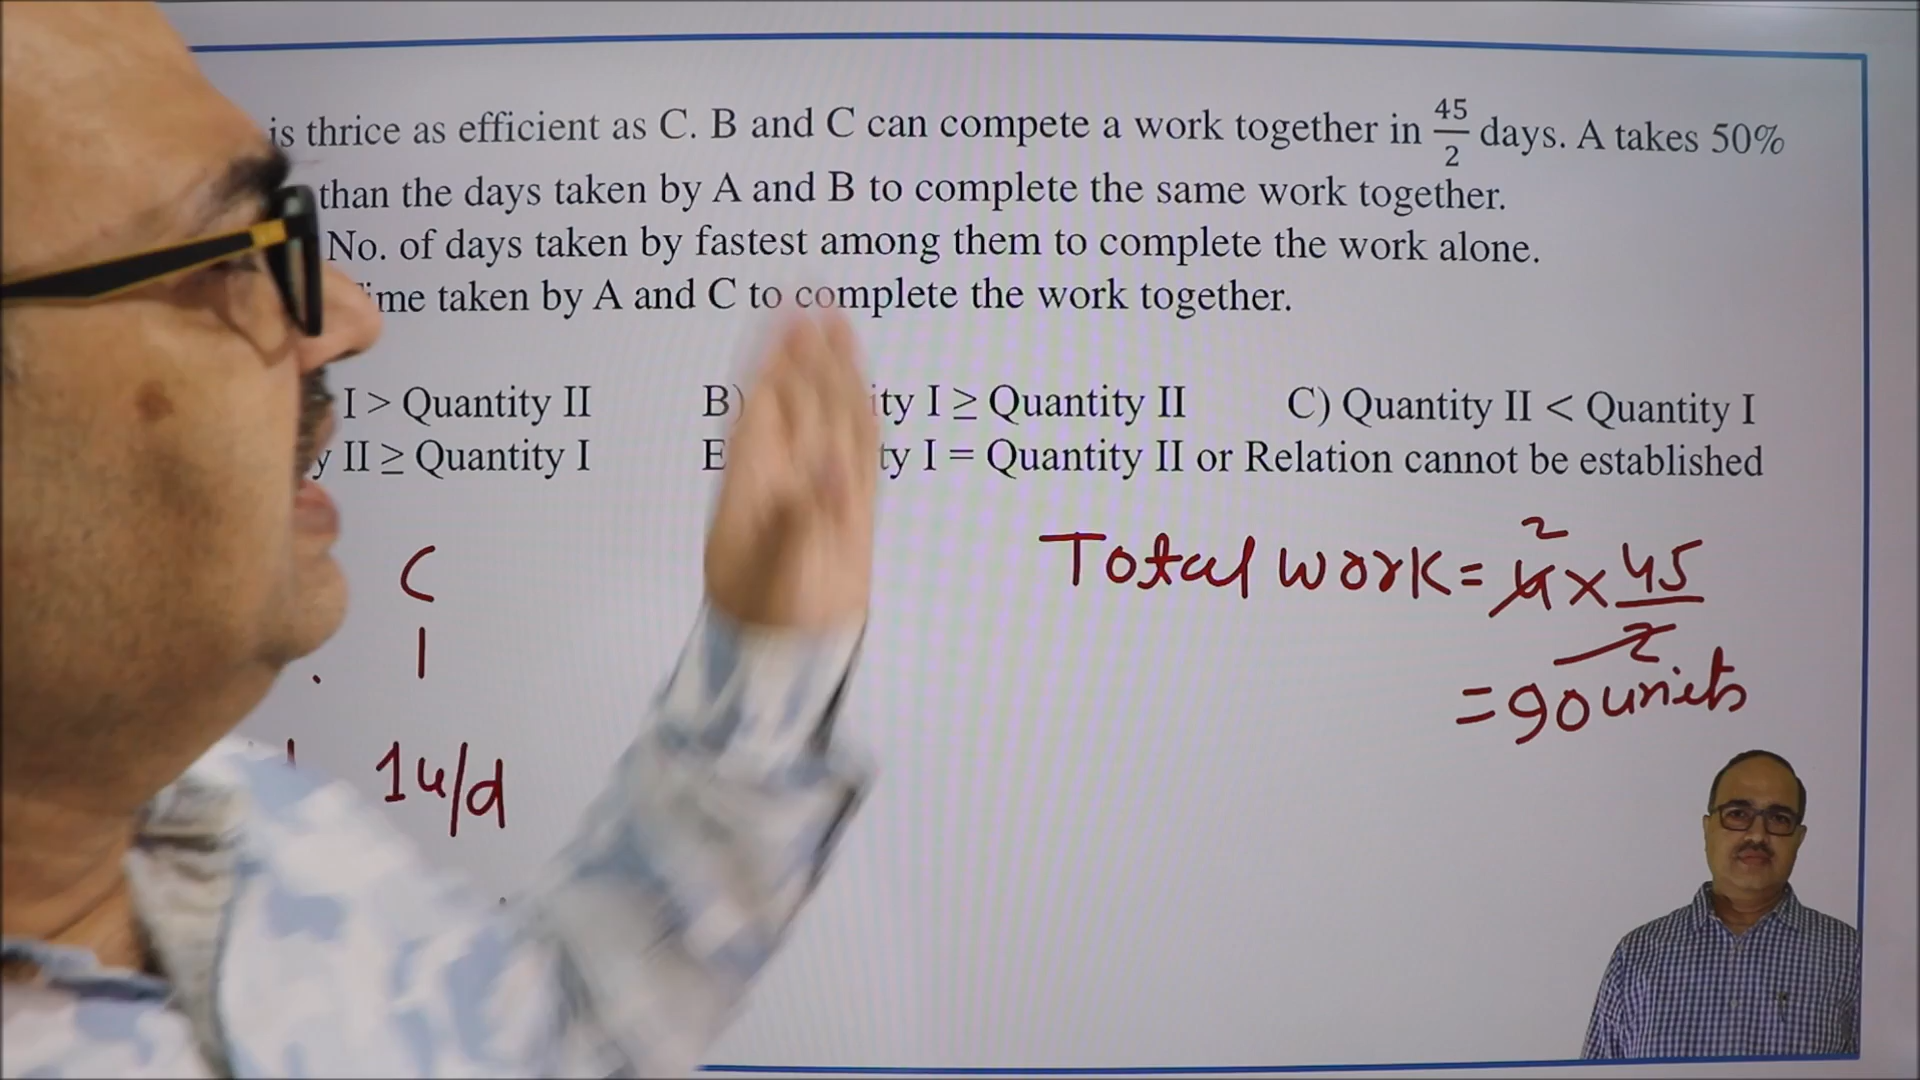 is thrice as efficient as C. B and C can compete a work together in 45/2 days. A takes 50%
than the days taken by A and B to complete the same work together.
No. of days taken by fastest among them to complete the work alone.
ime taken by A and C to complete the work together.
I > Quantity II B) ity I ≥ Quantity II C) Quantity II < Quantity I
y II ≥ Quantity I E ty I = Quantity II or Relation cannot be established
C
1
1u/d
Total work = 4 × 45/2
2
= 90 units